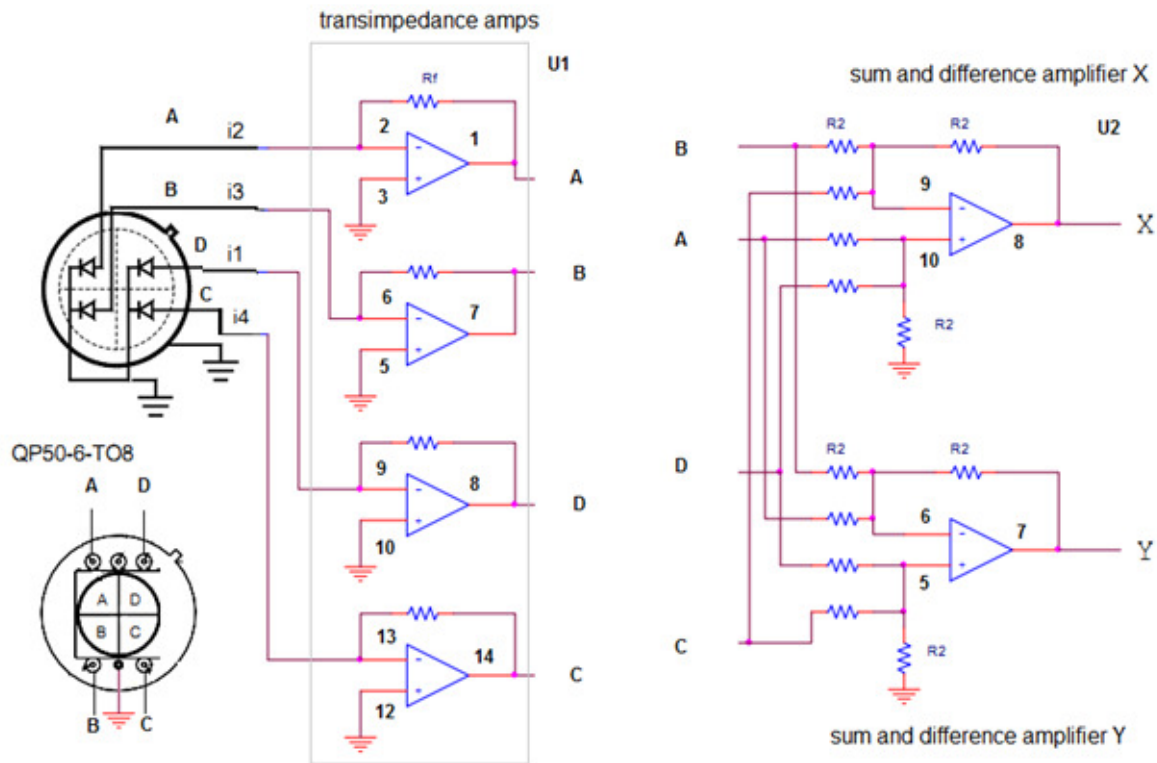 transimpedance amps
U1
Rf
A
i2
2
1
3
A
B
i3
D
i1
C
i4
6
7
5
B
QP50-6-TO8
A D
A D
B C
B C
9
8
10
D
13
14
12
C
sum and difference amplifier X
R2
R2
U2
B
9
A
10
8
X
R2
D
R2
R2
6
7
5
Y
C
R2
sum and difference amplifier Y